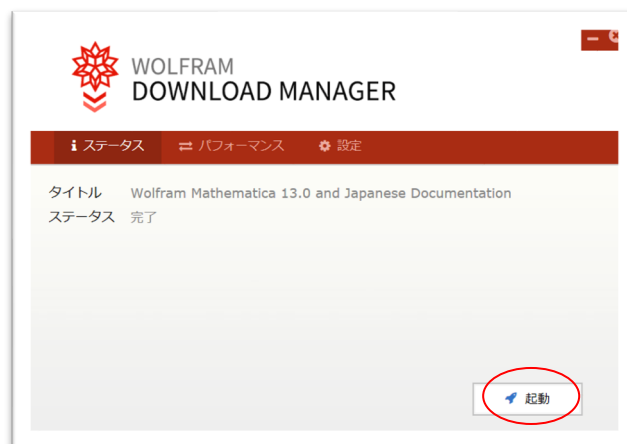 WOLFRAM
DOWNLOAD MANAGER
ステータス パフォーマンス 設定
タイトル Wolfram Mathematica 13.0 and Japanese Documentation
ステータス 完了
起動